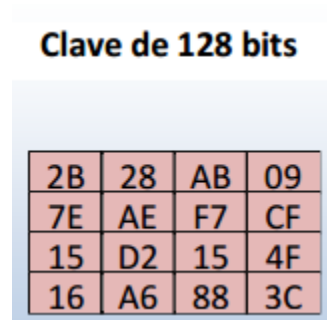 Clave de 128 bits
2B 28 AB 09
7E AE F7 CF
15 D2 15 4F
16 A6 88 3C